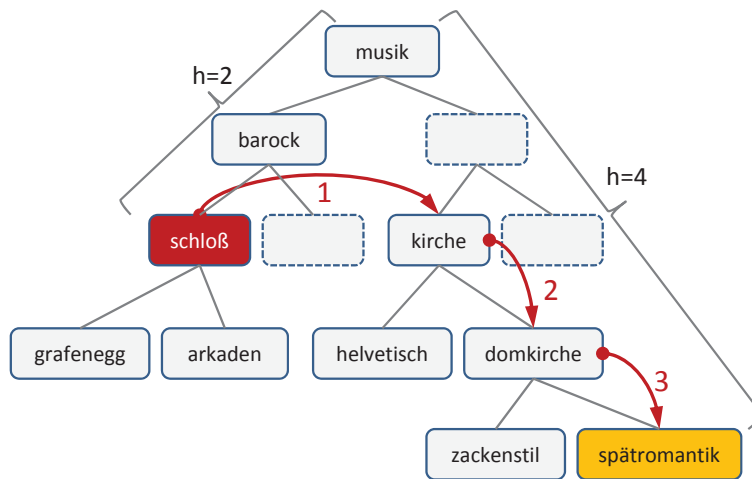 musik
h=2
barock
h=4
1
schloß
kirche
2
grafenegg
arkaden
helvetisch
domkirche
3
zackenstil
spätromantik